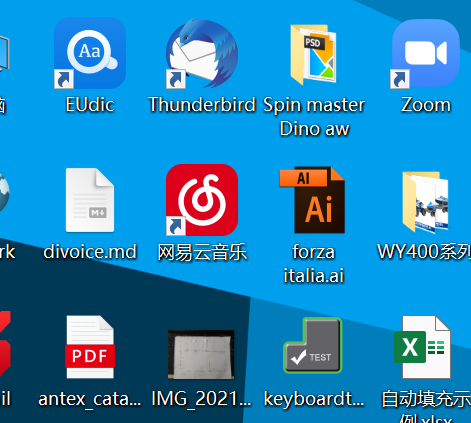 脑
EUdic
Thunderbird
Spin master
Dino aw
Zoom
Aa
PSD
rk
divoice.md
网易云音乐
forza
italia.ai
WY400系列
M
AI
Ai
il
antex_cata...
IMG_2021...
keyboardt...
自动填充示
例.xlsx
PDF
TEST
X